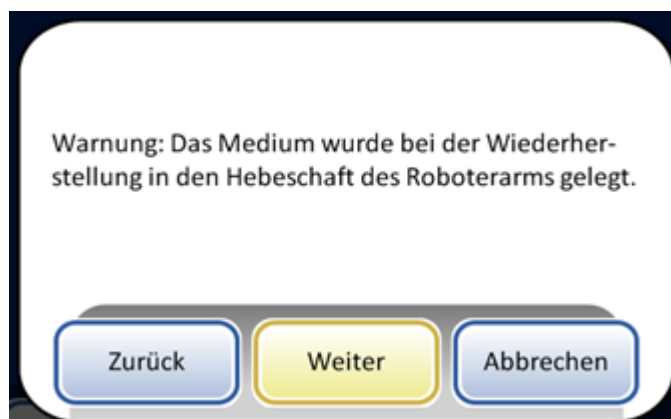 Warnung: Das Medium wurde bei der Wiederher-
stellung in den Hebeschaft des Roboterarms gelegt.
Zurück Weiter Abbrechen